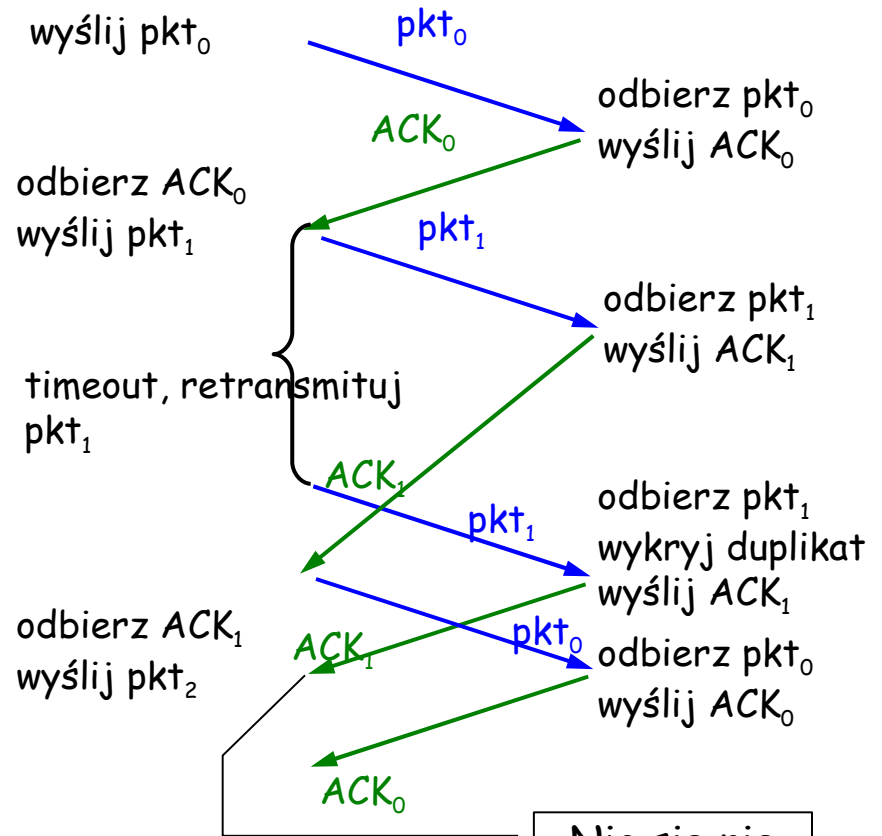 wyślij pkt₀
pkt₀
odbierz pkt₀
wyślij ACK₀
ACK₀
odbierz ACK₀
wyślij pkt₁
pkt₁
odbierz pkt₁
wyślij ACK₁
timeout, retransmituj
pkt₁
ACK₁
pkt₁
odbierz pkt₁
wykryj duplikat
wyślij ACK₁
odbierz ACK₁
wyślij pkt₂
ACK₁
pkt₀
odbierz pkt₀
wyślij ACK₀
ACK₀